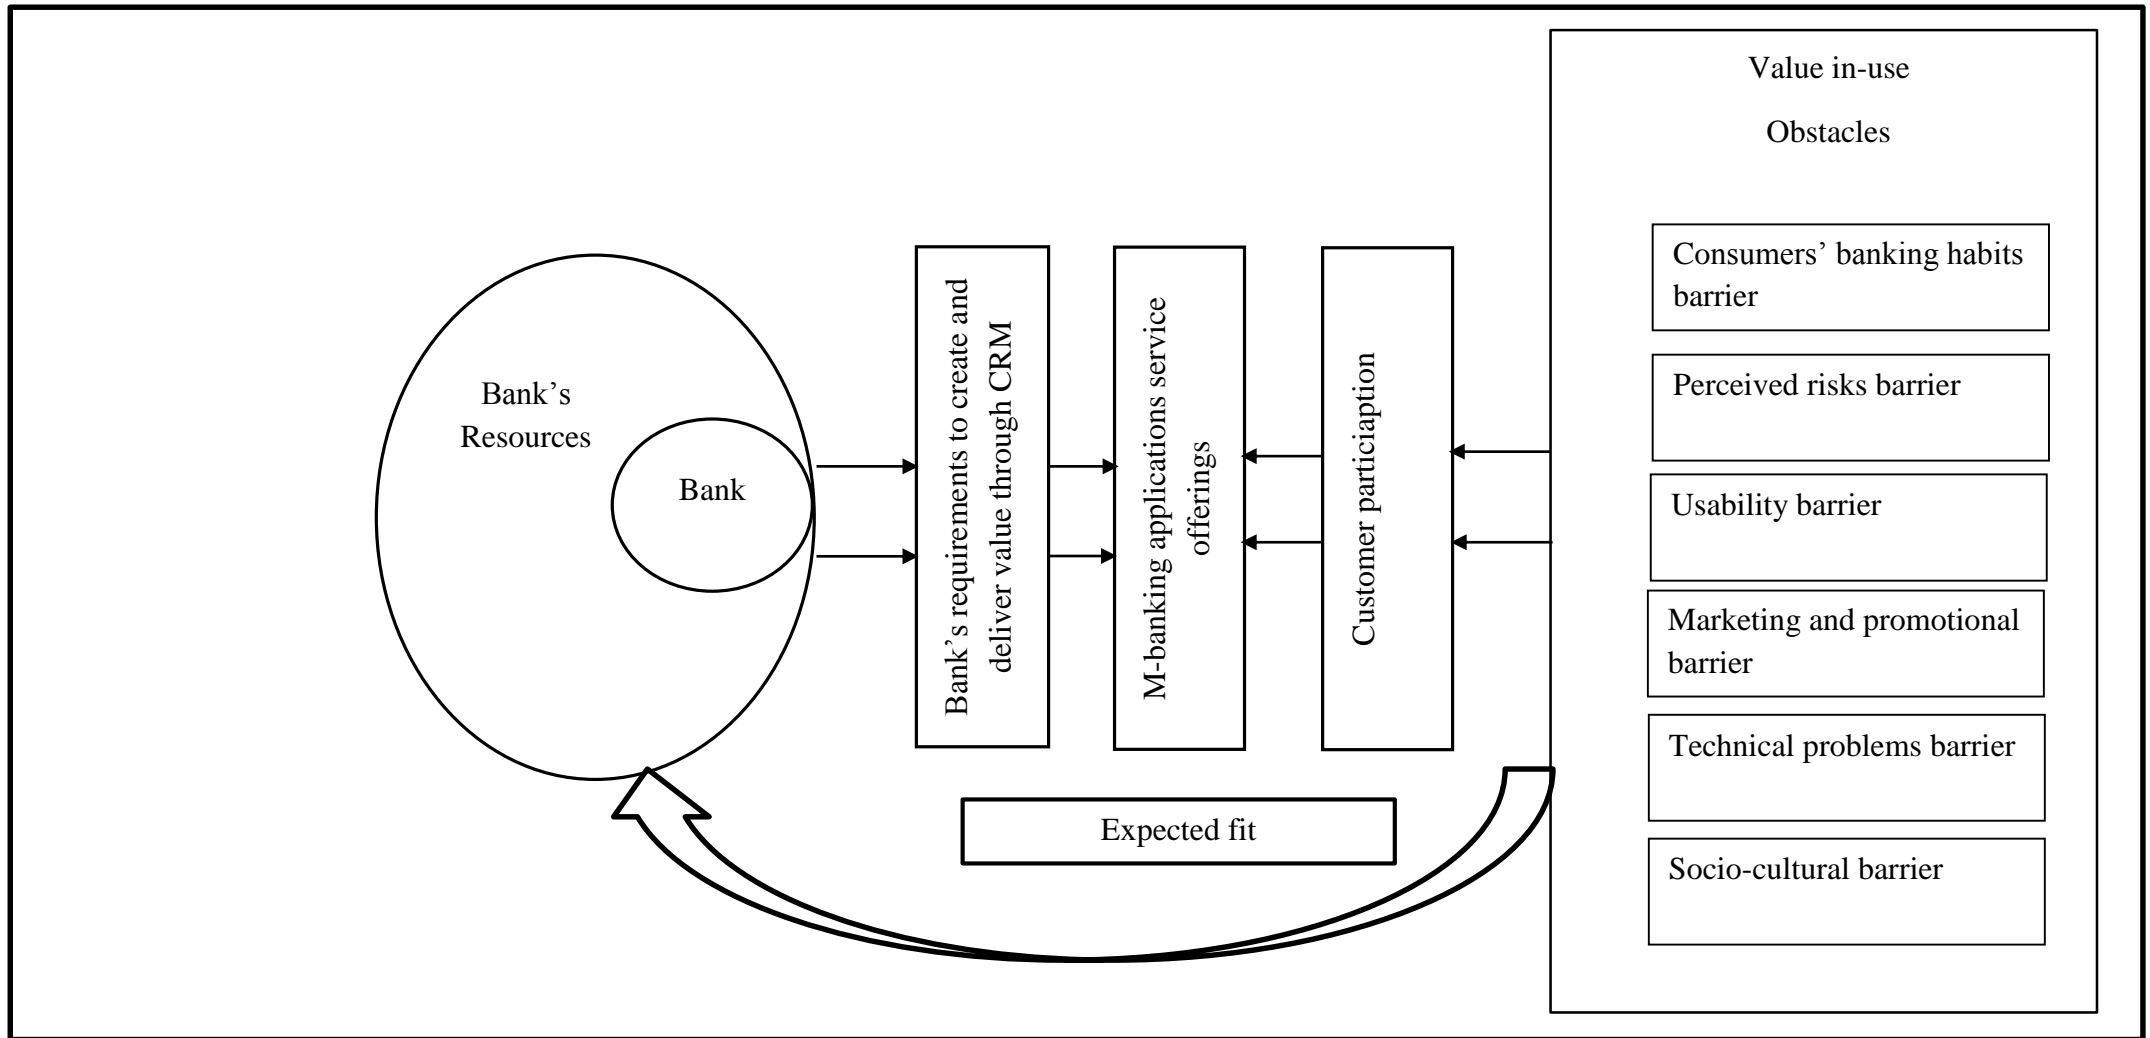 Value in-use
Obstacles
Bank’s
Resources
Bank
Bank’s requirements to create and
deliver value through CRM
M-banking applications service
offerings
Customer particiaption
Consumers’ banking habits
barrier
Perceived risks barrier
Usability barrier
Marketing and promotional
barrier
Technical problems barrier
Socio-cultural barrier
Expected fit